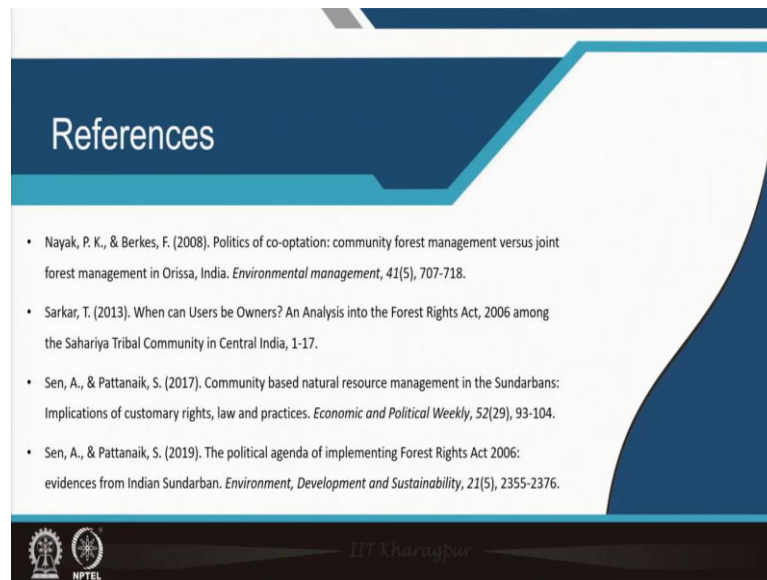 References
• Nayak, P. K., & Berkes, F. (2008). Politics of co-optation: community forest management versus joint
forest management in Orissa, India. Environmental management, 41(5), 707-718.
• Sarkar, T. (2013). When can Users be Owners? An Analysis into the Forest Rights Act, 2006 among
the Sahariya Tribal Community in Central India, 1-17.
• Sen, A., & Pattanaik, S. (2017). Community based natural resource management in the Sundarbans:
Implications of customary rights, law and practices. Economic and Political Weekly, 52(29), 93-104.
• Sen, A., & Pattanaik, S. (2019). The political agenda of implementing Forest Rights Act 2006:
evidences from Indian Sundarban. Environment, Development and Sustainability, 21(5), 2355-2376.
IIT Kharagpur
NPTEL